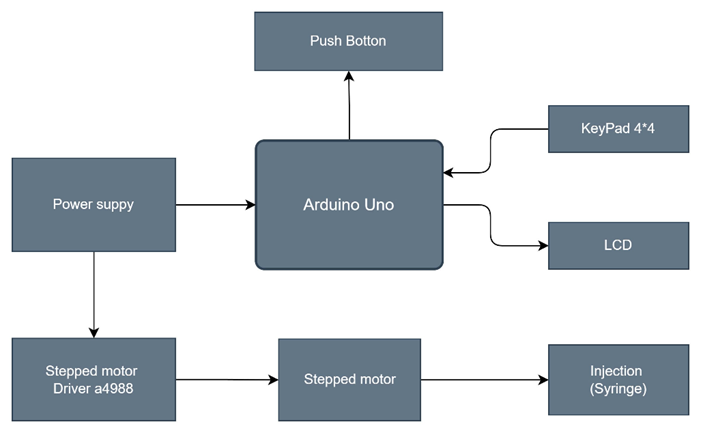 Push Botton
KeyPad 4*4
Power suppy
Arduino Uno
LCD
Stepped motor
Driver a4988
Stepped motor
Injection
(Syringe)